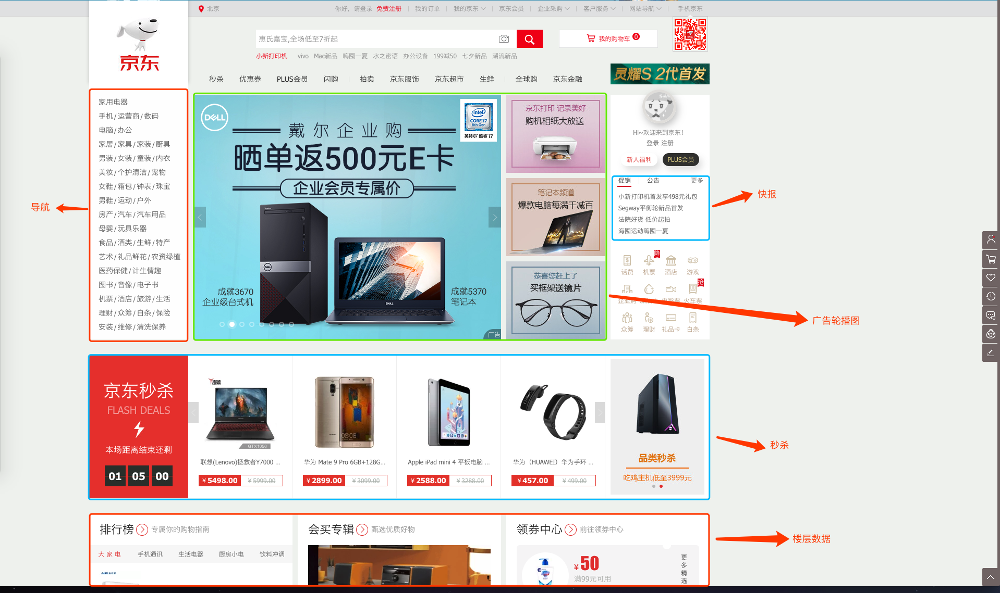 北京
你好，请登录 免费注册 我的订单 我的京东 京东会员 企业采购 客户服务 网站导航 手机京东
京东
惠氏嘉宝,全场低至7折起
我的购物车 0
小新打印机 vivo Mac新品 嗨囤一夏 水之密语 办公设备 199减50 七夕新品 潮流新品
秒杀 优惠券 PLUS会员 闪购 拍卖 京东服饰 京东超市 生鲜 全球购 京东金融
灵耀S 2代首发
导航
家用电器
手机/运营商/数码
电脑/办公
家居/家具/家装/厨具
男装/女装/童装/内衣
美妆/个护清洁/宠物
女鞋/箱包/钟表/珠宝
男鞋/运动/户外
房产/汽车/汽车用品
母婴/玩具乐器
食品/酒类/生鲜/特产
艺术/礼品鲜花/农资绿植
医药保健/计生情趣
图书/音像/电子书
机票/酒店/旅游/生活
理财/众筹/白条/保险
安装/维修/清洗保养
DELL
intel
CORE i7
8th Gen
英特尔® 酷睿™ i7
戴尔企业购
晒单返500元E卡
企业会员专属价
成就3670
企业级台式机
DELL
DELL
成就5370
笔记本
广告
京东打印 记录美好
购机相纸大放送
笔记本频道
爆款电脑每满千减百
恭喜您赶上了
买框架送镜片
Hi~欢迎来到京东!
登录 注册
新人福利 PLUS会员
促销 公告 更多
小新打印机首发享498元礼包
Segway平衡轮新品首发
法院好货 低价起拍
海囤运动嗨囤一夏
快报
降
话费 机票 酒店 游戏
抢
企业购 电影票 火车票
众筹 理财 礼品卡 白条
广告轮播图
京东秒杀
FLASH DEALS
本场距离结束还剩
01 05 00
拯救者
LEGION
GTX1050
联想(Lenovo)拯救者Y7000 ...
¥ 5498.00 ¥ 5999.00
08:08
华为 Mate 9 Pro 6GB+128G...
¥ 2899.00 ¥ 3099.00
Apple iPad mini 4 平板电脑 ...
¥ 2588.00 ¥ 3288.00
华为（HUAWEI）华为手环 ...
¥ 457.00 ¥ 499.00
品类秒杀
吃鸡主机低至3999元
秒杀
排行榜 专属你的购物指南
大家电 手机通讯 生活电器 厨房小电 饮料冲调
AUX
会买专辑 甄选优质好物
领券中心 前往领券中心
¥50
满99元可用
更多精选
楼层数据